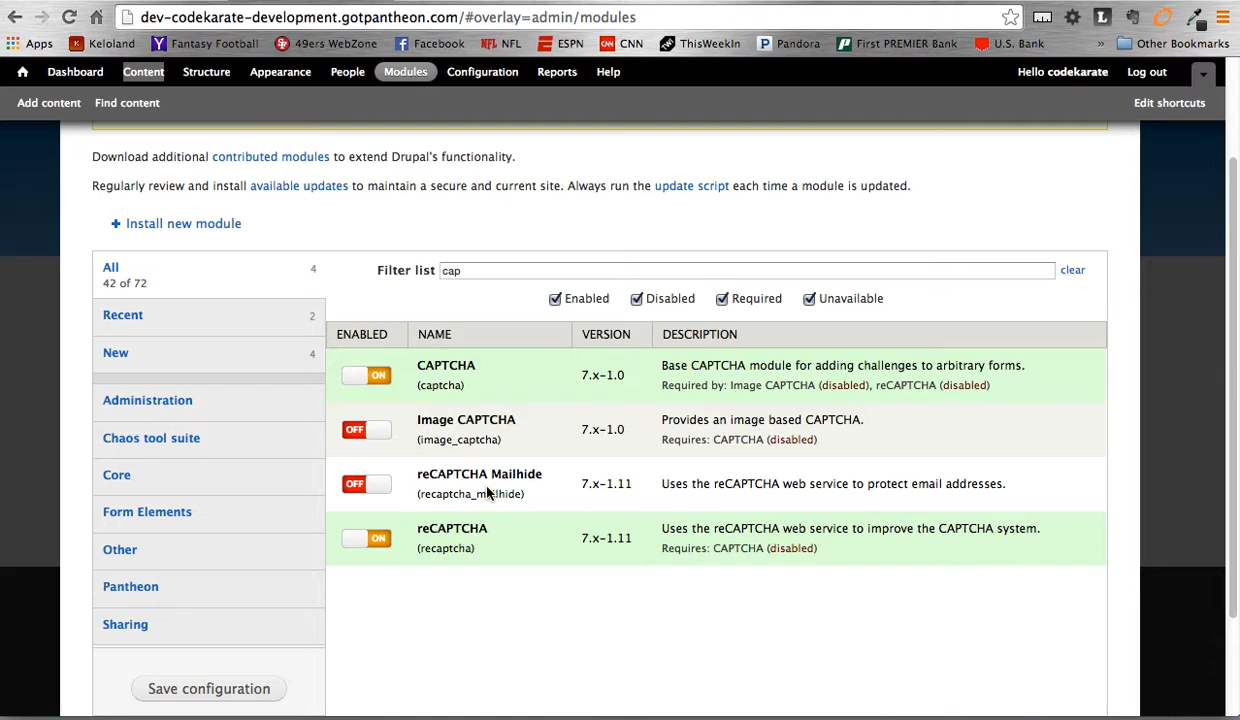 dev-codekarate-development.gotpantheon.com/#overlay=admin/modules
Apps Keloland Fantasy Football 49ers WebZone Facebook NFL ESPN CNN ThisWeekIn Pandora First PREMIER Bank U.S. Bank » Other Bookmarks
Dashboard Content Structure Appearance People Modules Configuration Reports Help Hello codekarate Log out
Add content Find content Edit shortcuts
Download additional contributed modules to extend Drupal's functionality.
Regularly review and install available updates to maintain a secure and current site. Always run the update script each time a module is updated.
+ Install new module
All 4
42 of 72
Recent 2
New 4
Administration
Chaos tool suite
Core
Form Elements
Other
Pantheon
Sharing
Save configuration
Filter list cap clear
Enabled Disabled Required Unavailable
ENABLED NAME VERSION DESCRIPTION
ON CAPTCHA 7.x-1.0 Base CAPTCHA module for adding challenges to arbitrary forms.
(captcha) Required by: Image CAPTCHA (disabled), reCAPTCHA (disabled)
OFF Image CAPTCHA 7.x-1.0 Provides an image based CAPTCHA.
(image_captcha) Requires: CAPTCHA (disabled)
OFF reCAPTCHA Mailhide 7.x-1.11 Uses the reCAPTCHA web service to protect email addresses.
(recaptcha_mailhide)
ON reCAPTCHA 7.x-1.11 Uses the reCAPTCHA web service to improve the CAPTCHA system.
(recaptcha) Requires: CAPTCHA (disabled)